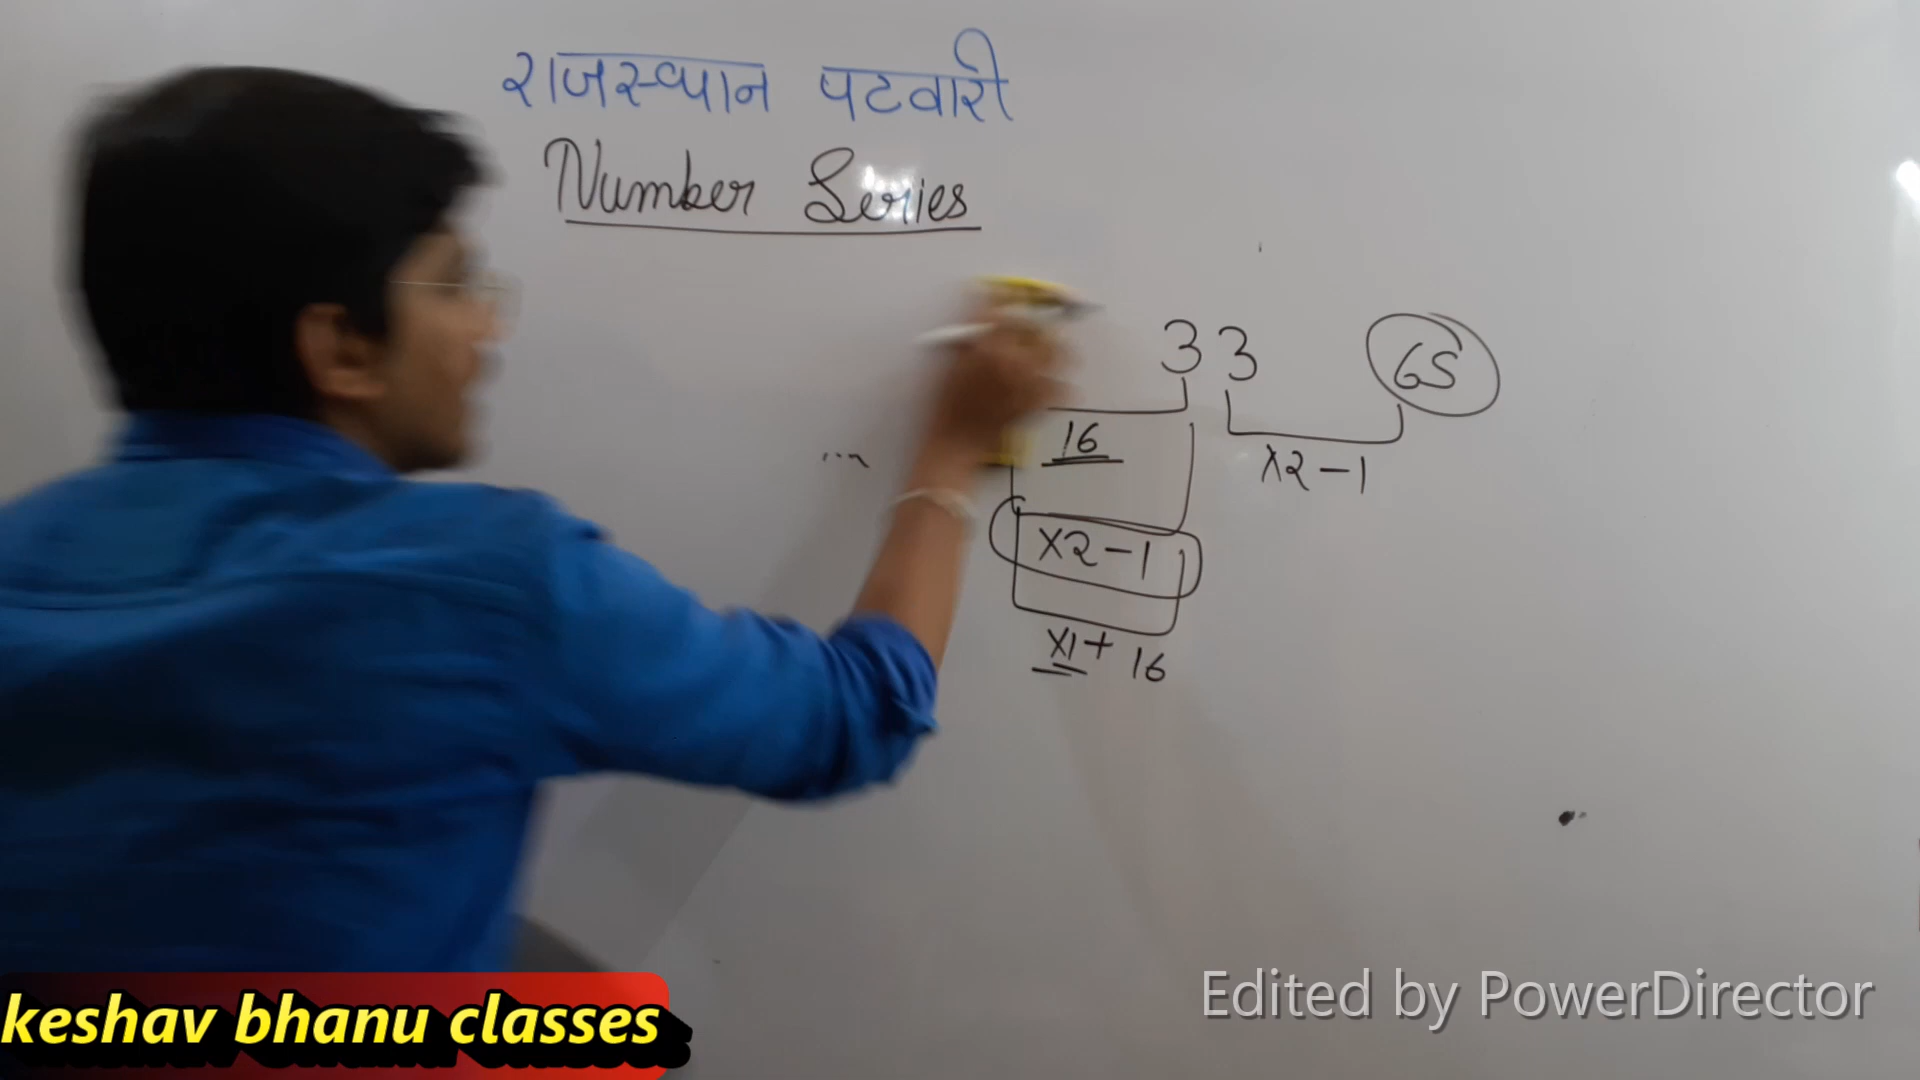 राजस्थान पटवारी
Number Series
33 65
16
×2-1
×2-1
×1+16
keshav bhanu classes
Edited by PowerDirector